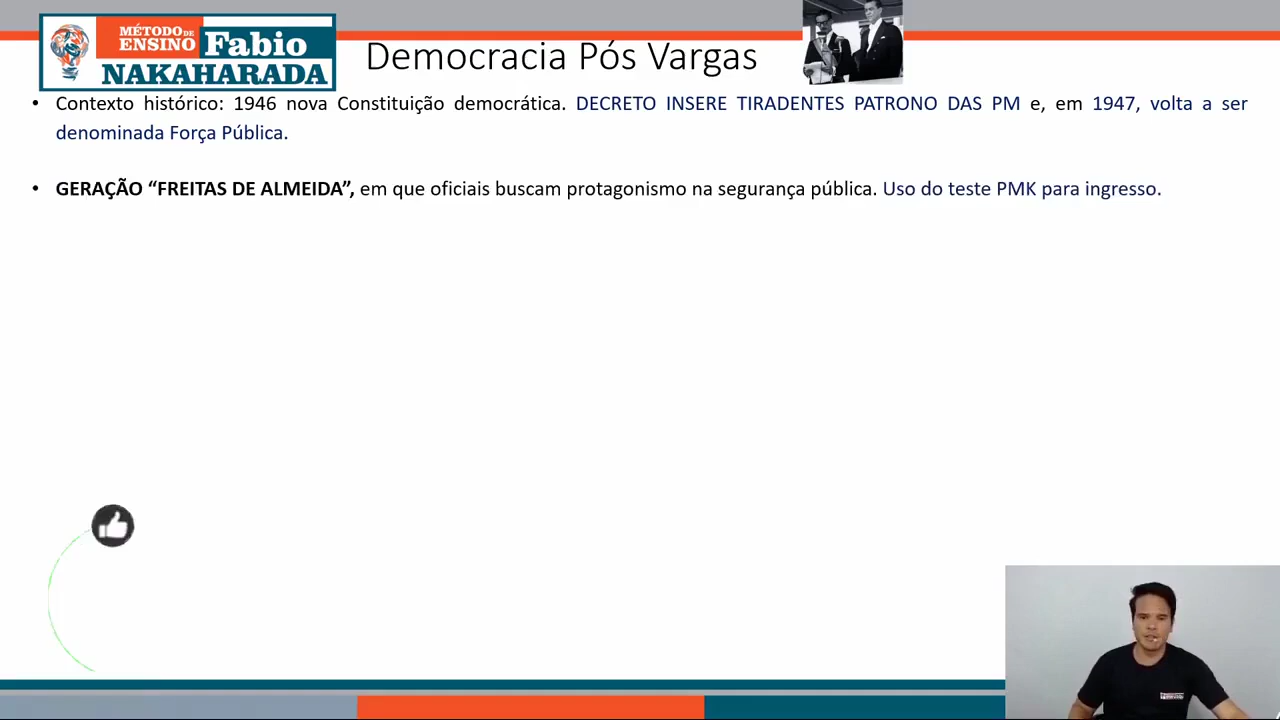 MÉTODO DE
ENSINO Fabio
NAKAHARADA
Democracia Pós Vargas
• Contexto histórico: 1946 nova Constituição democrática. DECRETO INSERE TIRADENTES PATRONO DAS PM e, em 1947, volta a ser
denominada Força Pública.
• GERAÇÃO “FREITAS DE ALMEIDA”, em que oficiais buscam protagonismo na segurança pública. Uso do teste PMK para ingresso.